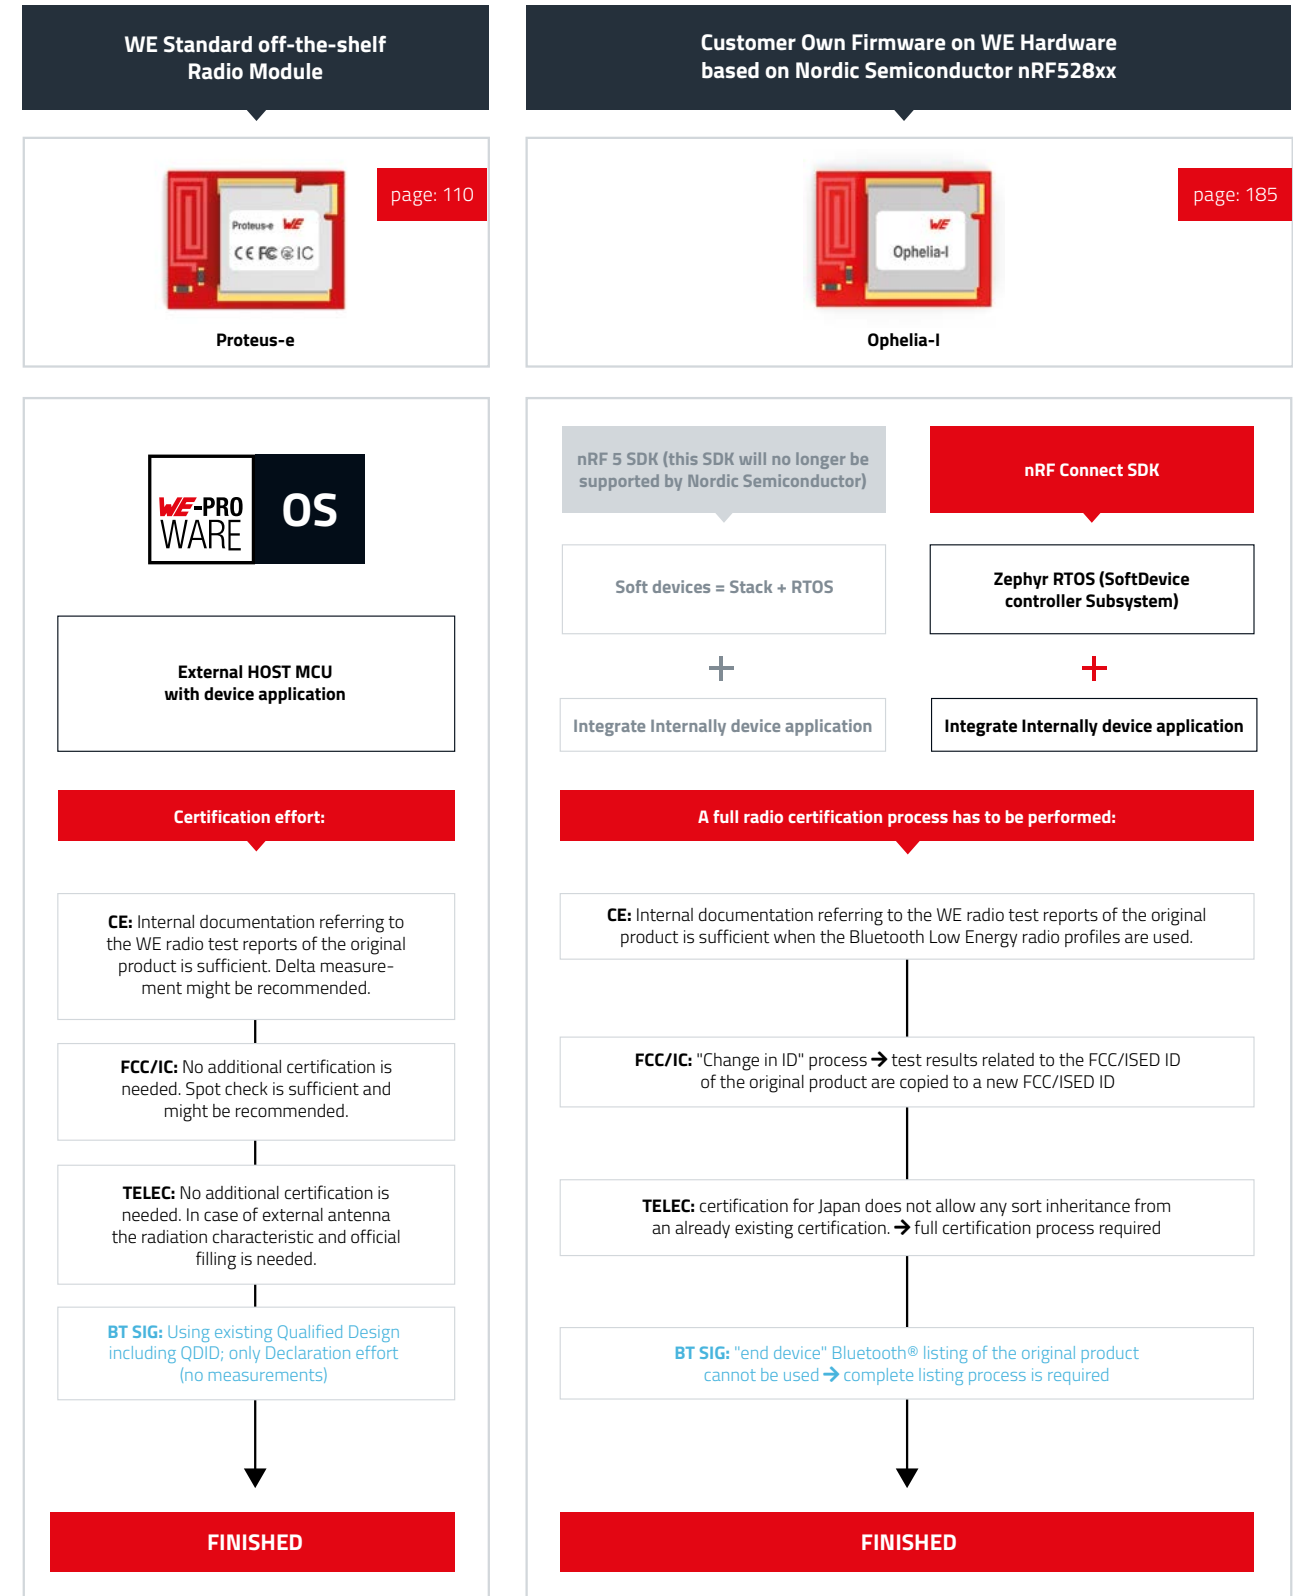 WE Standard off-the-shelf
Radio Module
page: 110
Proteus-e WE
CE FC IC
Proteus-e
WE-PRO
WARE
OS
External HOST MCU
with device application
Certification effort:
CE: Internal documentation referring to
the WE radio test reports of the original
product is sufficient. Delta measure-
ment might be recommended.
FCC/IC: No additional certification is
needed. Spot check is sufficient and
might be recommended.
TELEC: No additional certification is
needed. In case of external antenna
the radiation characteristic and official
filling is needed.
BT SIG: Using existing Qualified Design
including QDID; only Declaration effort
(no measurements)
FINISHED
Customer Own Firmware on WE Hardware
based on Nordic Semiconductor nRF528xx
page: 185
WE
Ophelia-I
Ophelia-I
nRF 5 SDK (this SDK will no longer be
supported by Nordic Semiconductor)
Soft devices = Stack + RTOS
+
Integrate Internally device application
nRF Connect SDK
Zephyr RTOS (SoftDevice
controller Subsystem)
+
Integrate Internally device application
A full radio certification process has to be performed:
CE: Internal documentation referring to the WE radio test reports of the original
product is sufficient when the Bluetooth Low Energy radio profiles are used.
FCC/IC: "Change in ID" process → test results related to the FCC/ISED ID
of the original product are copied to a new FCC/ISED ID
TELEC: certification for Japan does not allow any sort inheritance from
an already existing certification. → full certification process required
BT SIG: "end device" Bluetooth® listing of the original product
cannot be used → complete listing process is required
FINISHED